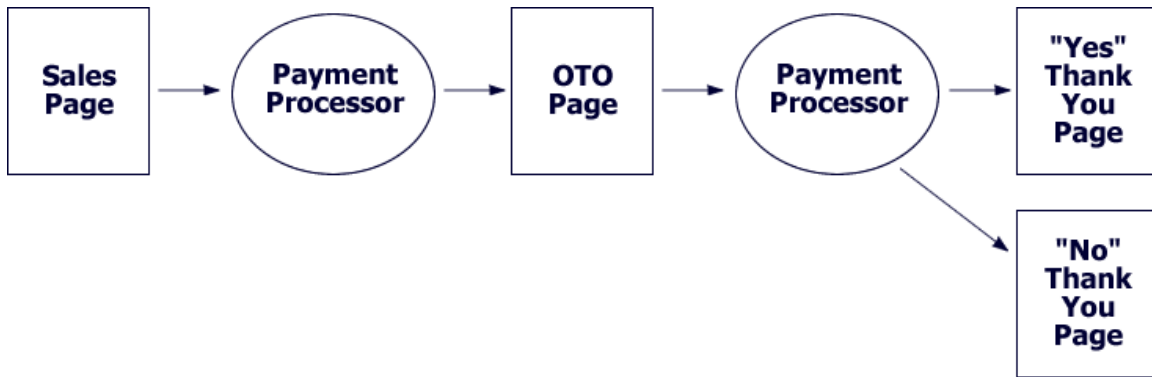 Sales
Page
Payment
Processor
OTO
Page
Payment
Processor
"Yes"
Thank
You
Page
"No"
Thank
You
Page